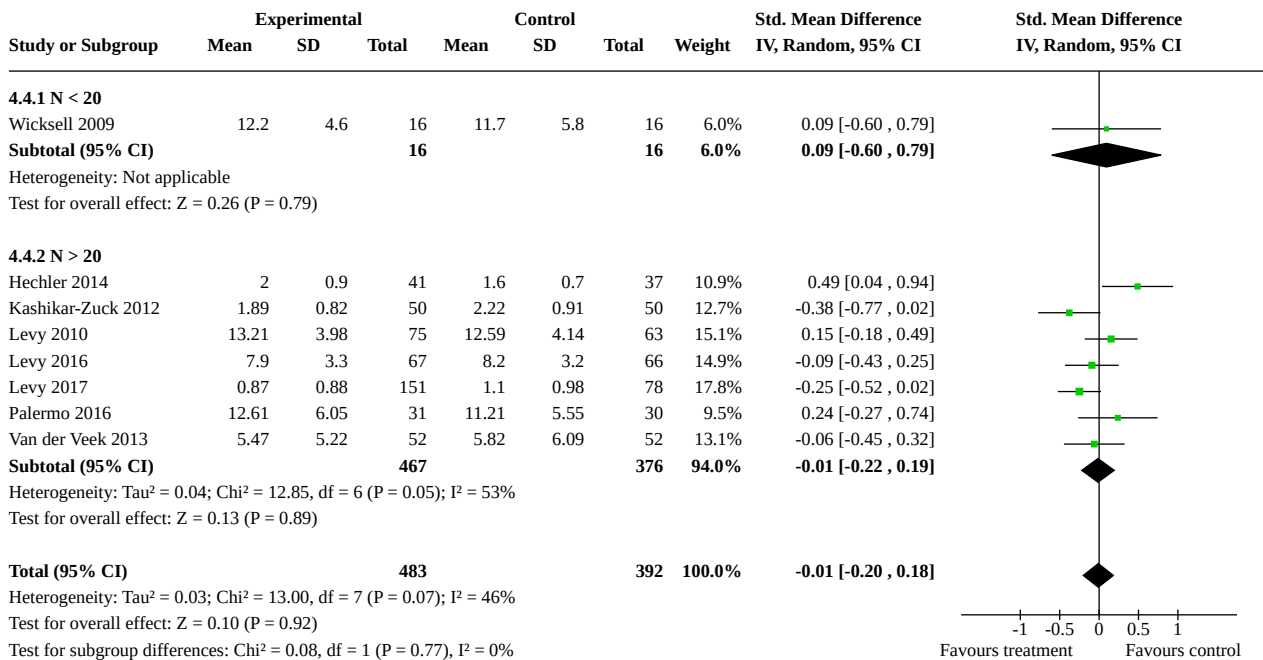 Experimental Control Std. Mean Difference Std. Mean Difference
Study or Subgroup Mean SD Total Mean SD Total Weight IV, Random, 95% CI IV, Random, 95% CI
4.4.1 N < 20
Wicksell 2009 12.2 4.6 16 11.7 5.8 16 6.0% 0.09 [-0.60 , 0.79]
Subtotal (95% CI) 16 16 6.0% 0.09 [-0.60 , 0.79]
Heterogeneity: Not applicable
Test for overall effect: Z = 0.26 (P = 0.79)
4.4.2 N > 20
Hechler 2014 2 0.9 41 1.6 0.7 37 10.9% 0.49 [0.04 , 0.94]
Kashikar-Zuck 2012 1.89 0.82 50 2.22 0.91 50 12.7% -0.38 [-0.77 , 0.02]
Levy 2010 13.21 3.98 75 12.59 4.14 63 15.1% 0.15 [-0.18 , 0.49]
Levy 2016 7.9 3.3 67 8.2 3.2 66 14.9% -0.09 [-0.43 , 0.25]
Levy 2017 0.87 0.88 151 1.1 0.98 78 17.8% -0.25 [-0.52 , 0.02]
Palermo 2016 12.61 6.05 31 11.21 5.55 30 9.5% 0.24 [-0.27 , 0.74]
Van der Veek 2013 5.47 5.22 52 5.82 6.09 52 13.1% -0.06 [-0.45 , 0.32]
Subtotal (95% CI) 467 376 94.0% -0.01 [-0.22 , 0.19]
Heterogeneity: Tau² = 0.04; Chi² = 12.85, df = 6 (P = 0.05); I² = 53%
Test for overall effect: Z = 0.13 (P = 0.89)
Total (95% CI) 483 392 100.0% -0.01 [-0.20 , 0.18]
Heterogeneity: Tau² = 0.03; Chi² = 13.00, df = 7 (P = 0.07); I² = 46%
Test for overall effect: Z = 0.10 (P = 0.92)
-1 -0.5 0 0.5 1
Test for subgroup differences: Chi² = 0.08, df = 1 (P = 0.77), I² = 0% Favours treatment Favours control